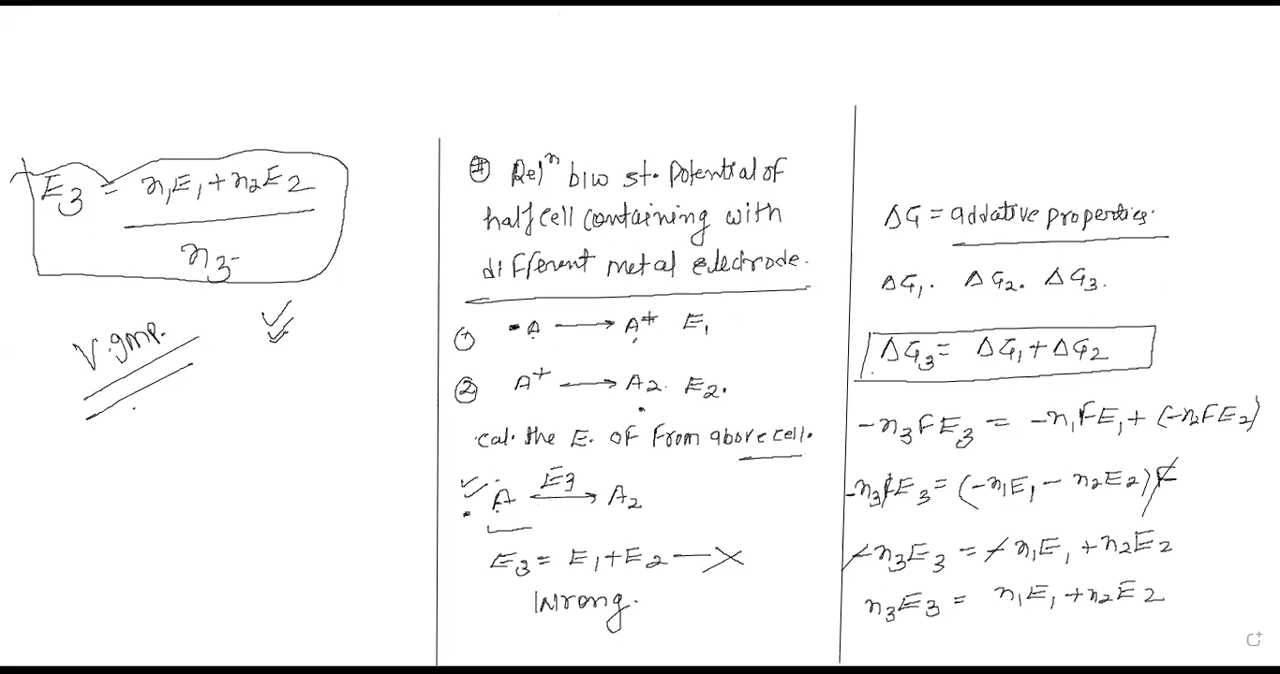 E3 = n1E1+n2E2
n3
V. Imp.
# Relⁿ b/w st. Potential of
half cell containing with
different metal electrode.
① A → A+ E1
② A+ → A2 E2.
cal. the E. of From above cell.
A E3 → A2
E3 = E1+E2 — X
Wrong.
ΔG = addative properties.
ΔG1. ΔG2. ΔG3.
ΔG3 = ΔG1+ΔG2
-n3FE3 = -n1FE1+(-n2FE2)
-n3FE3 = (-n1E1 - n2E2)F
-n3E3 = -n1E1+n2E2
n3E3 = n1E1+n2E2